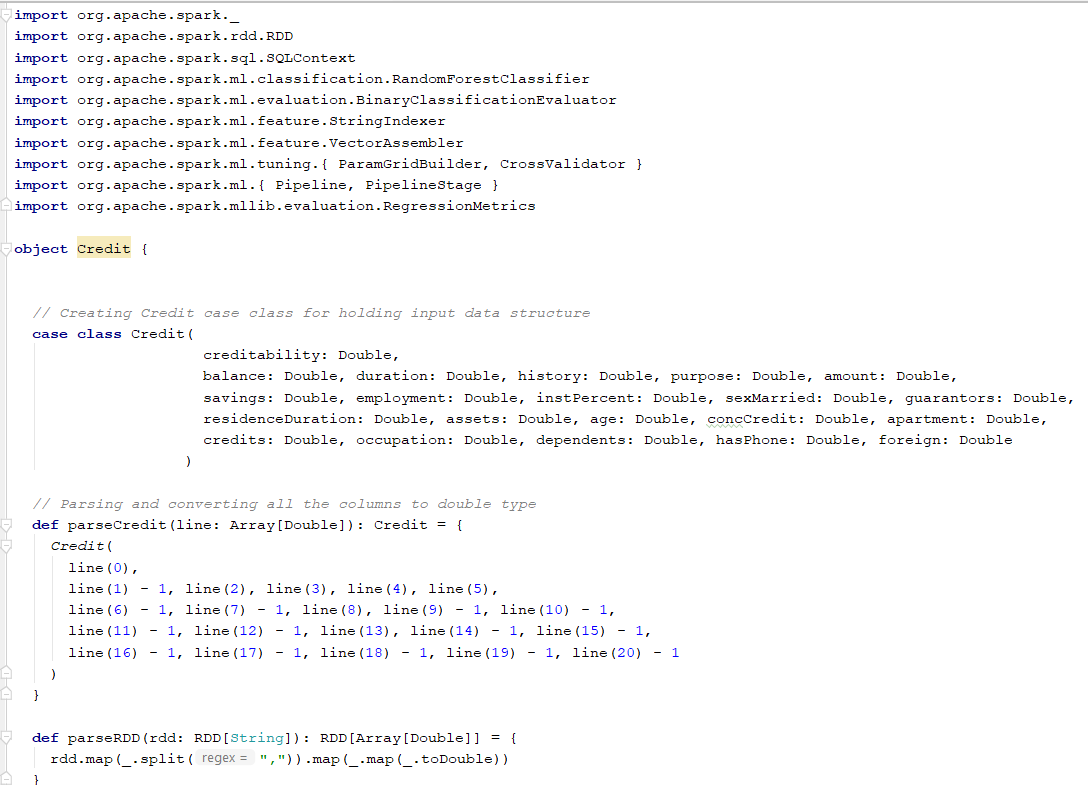 import org.apache.spark._
import org.apache.spark.rdd.RDD
import org.apache.spark.sql.SQLContext
import org.apache.spark.ml.classification.RandomForestClassifier
import org.apache.spark.ml.evaluation.BinaryClassificationEvaluator
import org.apache.spark.ml.feature.StringIndexer
import org.apache.spark.ml.feature.VectorAssembler
import org.apache.spark.ml.tuning.{ ParamGridBuilder, CrossValidator }
import org.apache.spark.ml.{ Pipeline, PipelineStage }
import org.apache.spark.mllib.evaluation.RegressionMetrics
object Credit {
// Creating Credit case class for holding input data structure
case class Credit(
creditability: Double,
balance: Double, duration: Double, history: Double, purpose: Double, amount: Double,
savings: Double, employment: Double, instPercent: Double, sexMarried: Double, guarantors: Double,
residenceDuration: Double, assets: Double, age: Double, concCredit: Double, apartment: Double,
credits: Double, occupation: Double, dependents: Double, hasPhone: Double, foreign: Double
)
// Parsing and converting all the columns to double type
def parseCredit(line: Array[Double]): Credit = {
Credit(
line(0),
line(1) - 1, line(2), line(3), line(4), line(5),
line(6) - 1, line(7) - 1, line(8), line(9) - 1, line(10) - 1,
line(11) - 1, line(12) - 1, line(13), line(14) - 1, line(15) - 1,
line(16) - 1, line(17) - 1, line(18) - 1, line(19) - 1, line(20) - 1
)
}
def parseRDD(rdd: RDD[String]): RDD[Array[Double]] = {
rdd.map(_.split( regex = ",")).map(_.map(_.toDouble))
}